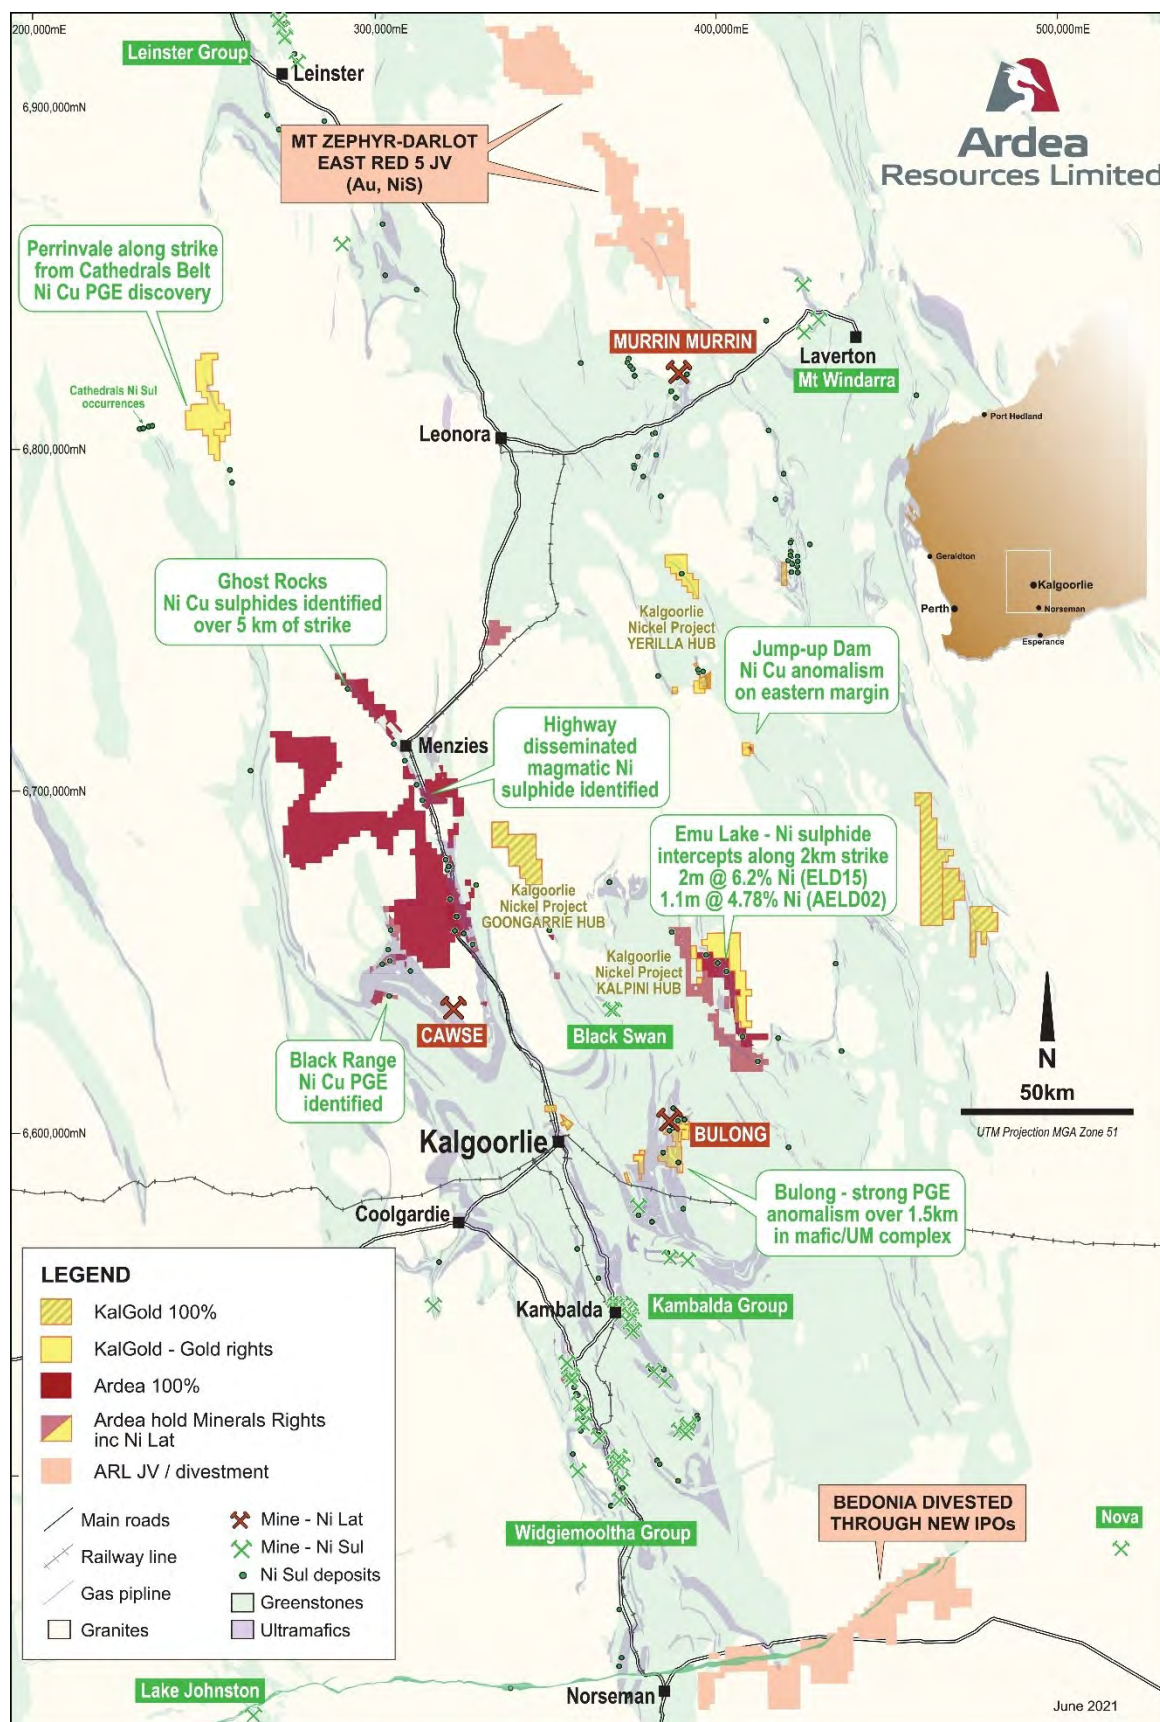 200,000mE
300,000mE
400,000mE
500,000mE
Leinster Group
Leinster
6,900,000mN
Ardea
Resources Limited
MT ZEPHYR-DARLOT
EAST RED 5 JV
(Au, NiS)
Perrinvale along strike
from Cathedrals Belt
Ni Cu PGE discovery
MURRIN MURRIN
Laverton
Mt Windarra
Cathedrals Ni Sul
occurrences
Port Hedland
Leonora
6,800,000mN
Geraldton
Kalgoorlie
Perth
Norseman
Esperance
Ghost Rocks
Ni Cu sulphides identified
over 5 km of strike
Kalgoorlie
Nickel Project
YERILLA HUB
Jump-up Dam
Ni Cu anomalism
on eastern margin
Menzies
Highway
disseminated
magmatic Ni
sulphide identified
6,700,000mN
Emu Lake - Ni sulphide
intercepts along 2km strike
2m @ 6.2% Ni (ELD15)
1.1m @ 4.78% Ni (AELD02)
Kalgoorlie
Nickel Project
GOONGARRIE HUB
Kalgoorlie
Nickel Project
KALPINI HUB
CAWSE
Black Swan
Black Range
Ni Cu PGE
identified
N
50km
UTM Projection MGA Zone 51
6,600,000mN
Kalgoorlie
BULONG
Bulong - strong PGE
anomalism over 1.5km
in mafic/UM complex
Coolgardie
Kambalda
Kambalda Group
LEGEND
KalGold 100%
KalGold - Gold rights
Ardea 100%
Ardea hold Minerals Rights
inc Ni Lat
ARL JV / divestment
Main roads
Railway line
Gas pipline
Granites
Mine - Ni Lat
Mine - Ni Sul
Ni Sul deposits
Greenstones
Ultramafics
Widgiemooltha Group
BEDONIA DIVESTED
THROUGH NEW IPOs
Nova
Lake Johnston
Norseman
June 2021